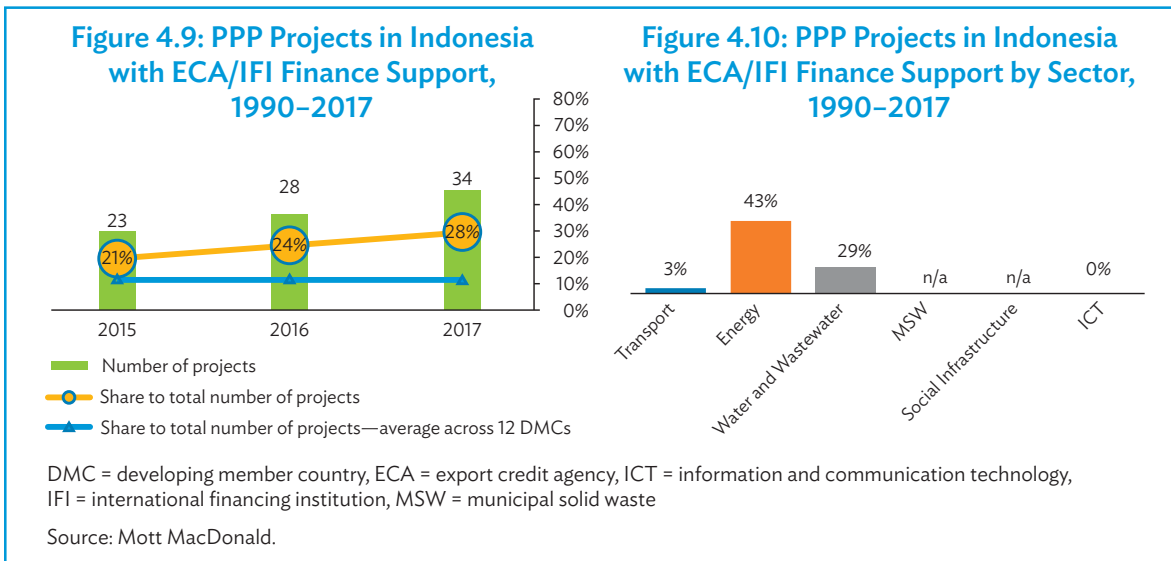 Figure 4.9: PPP Projects in Indonesia
with ECA/IFI Finance Support,
1990–2017
80%
70%
60%
50%
40%
30%
20%
10%
0%
23
28
34
21%
24%
28%
2015
2016
2017
Number of projects
Share to total number of projects
Share to total number of projects—average across 12 DMCs
Figure 4.10: PPP Projects in Indonesia
with ECA/IFI Finance Support by Sector,
1990–2017
3%
43%
29%
n/a
n/a
0%
Transport
Energy
Water and Wastewater
MSW
Social Infrastructure
ICT
DMC = developing member country, ECA = export credit agency, ICT = information and communication technology,
IFI = international financing institution, MSW = municipal solid waste
Source: Mott MacDonald.